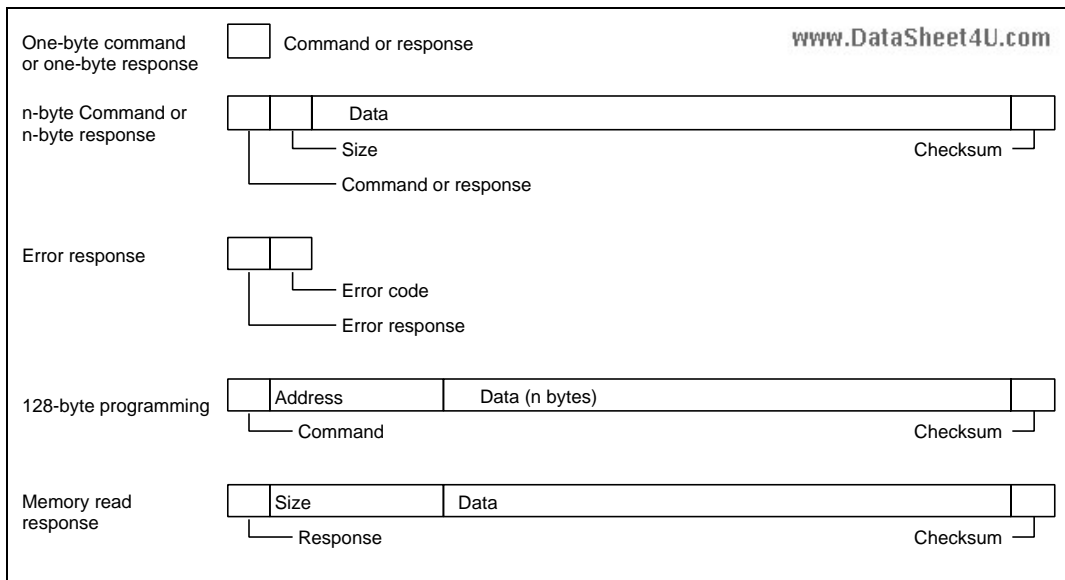 One-byte command
or one-byte response
Command or response
www.DataSheet4U.com
n-byte Command or
n-byte response
Data
Size
Checksum
Command or response
Error response
Error code
Error response
128-byte programming
Address
Data (n bytes)
Command
Checksum
Memory read
response
Size
Data
Response
Checksum